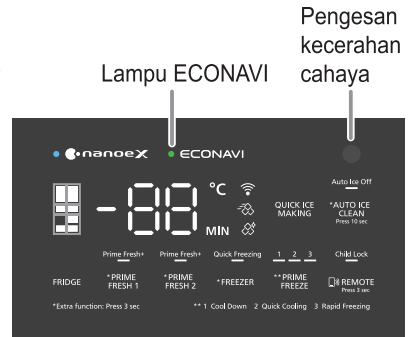 Pengesan
kecerahan
cahaya
Lampu ECONAVI
nanoeX ECONAVI
Auto Ice Off
-88 °C
MIN
QUICK ICE
MAKING
*AUTO ICE
CLEAN
Press 10 sec
Prime Fresh+ Prime Fresh+ Quick Freezing 1 2 3 Child Lock
FRIDGE
*PRIME
FRESH 1
*PRIME
FRESH 2
*FREEZER
**PRIME
FREEZE
REMOTE
Press 3 sec
*Extra function: Press 3 sec
** 1 Cool Down 2 Quick Cooling 3 Rapid Freezing